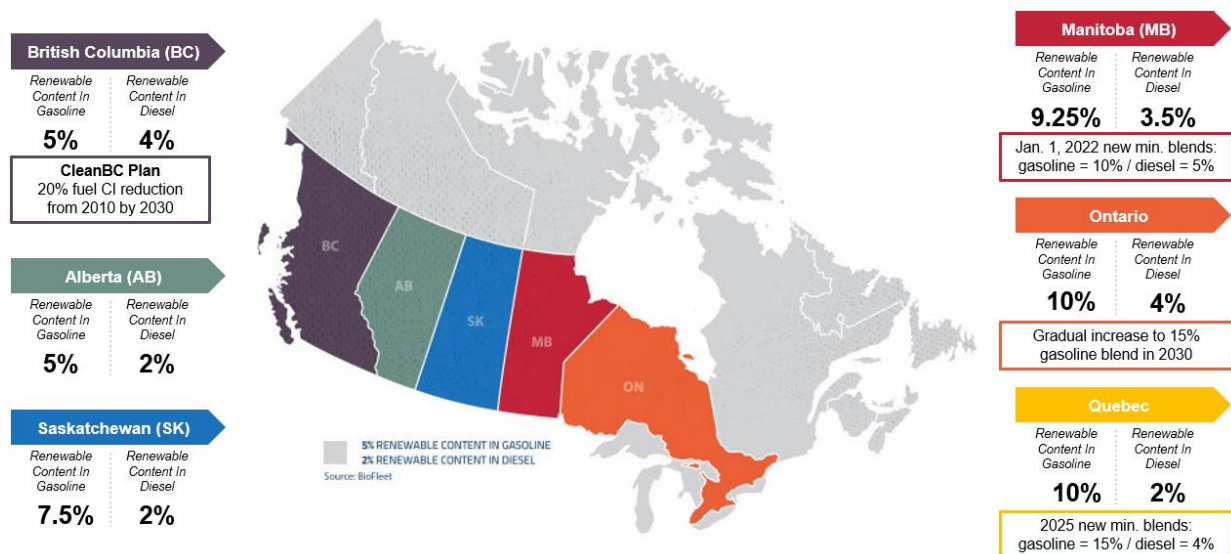 British Columbia (BC)
Renewable Content In Gasoline
Renewable Content In Diesel
5%
4%
CleanBC Plan
20% fuel CI reduction
from 2010 by 2030
Alberta (AB)
Renewable Content In Gasoline
Renewable Content In Diesel
5%
2%
Saskatchewan (SK)
Renewable Content In Gasoline
Renewable Content In Diesel
7.5%
2%
BC
AB
SK
MB
ON
5% RENEWABLE CONTENT IN GASOLINE
2% RENEWABLE CONTENT IN DIESEL
Source: BioFleet
Manitoba (MB)
Renewable Content In Gasoline
Renewable Content In Diesel
9.25%
3.5%
Jan. 1, 2022 new min. blends:
gasoline = 10% / diesel = 5%
Ontario
Renewable Content In Gasoline
Renewable Content In Diesel
10%
4%
Gradual increase to 15%
gasoline blend in 2030
Quebec
Renewable Content In Gasoline
Renewable Content In Diesel
10%
2%
2025 new min. blends:
gasoline = 15% / diesel = 4%